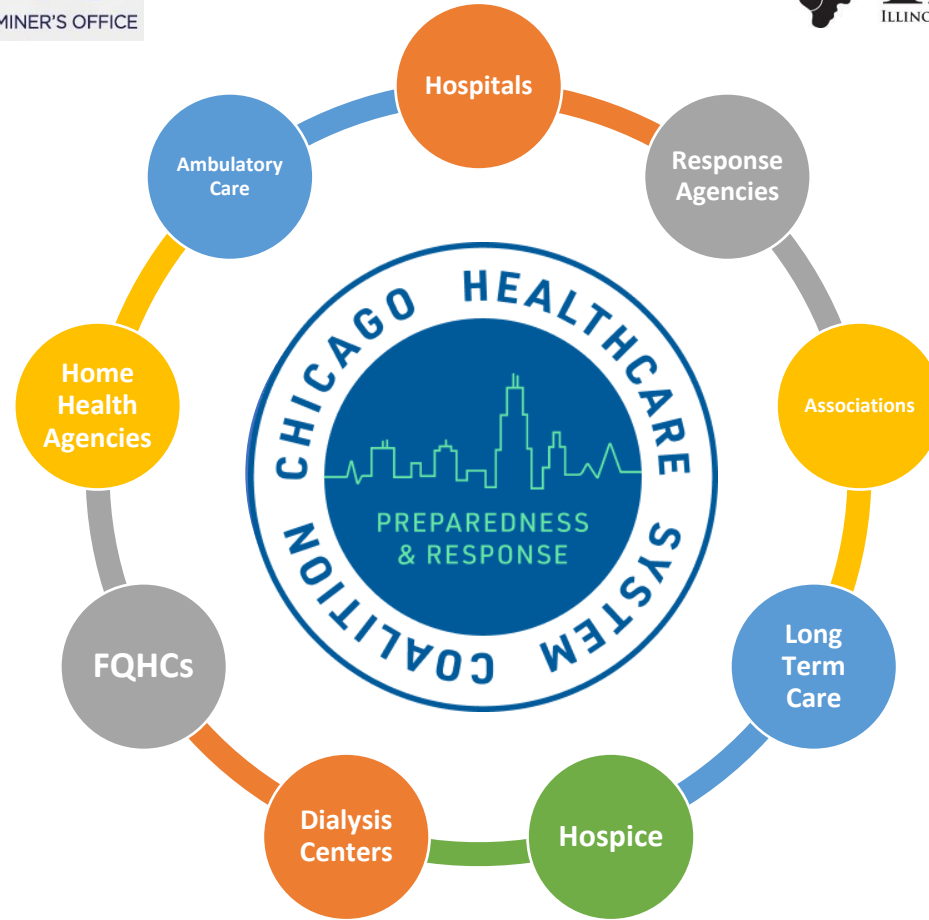 MINER'S OFFICE
Hospitals
Response
Agencies
Associations
Long
Term
Care
Hospice
Dialysis
Centers
FQHCs
Home
Health
Agencies
Ambulatory
Care
CHICAGO HEALTHCARE SYSTEM COALITION
PREPAREDNESS
& RESPONSE